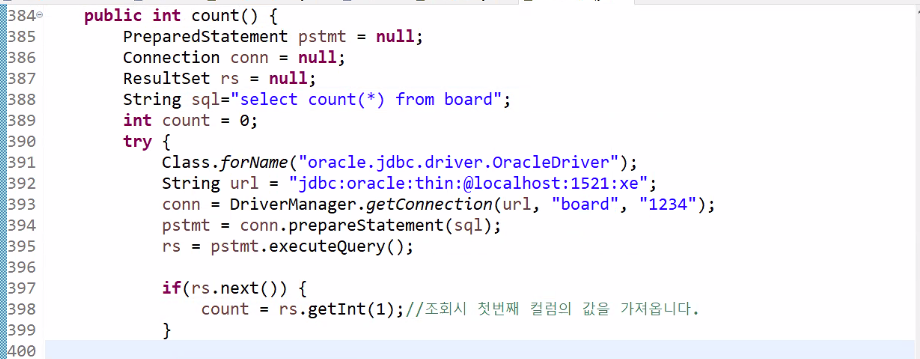 384 public int count() {
385 PreparedStatement pstmt = null;
386 Connection conn = null;
387 ResultSet rs = null;
388 String sql="select count(*) from board";
389 int count = 0;
390 try {
391 Class.forName("oracle.jdbc.driver.OracleDriver");
392 String url = "jdbc:oracle:thin:@localhost:1521:xe";
393 conn = DriverManager.getConnection(url, "board", "1234");
394 pstmt = conn.prepareStatement(sql);
395 rs = pstmt.executeQuery();
396
397 if(rs.next()) {
398 count = rs.getInt(1);//조회시 첫번째 컬럼의 값을 가져옵니다.
399 }
400